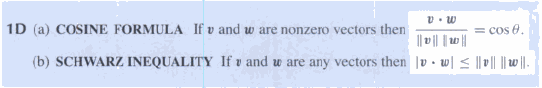 1D (a) COSINE FORMULA If v and w are nonzero vectors then v · w / ‖v‖ ‖w‖ = cos θ.
(b) SCHWARZ INEQUALITY If v and w are any vectors then |v · w| ≤ ‖v‖ ‖w‖.